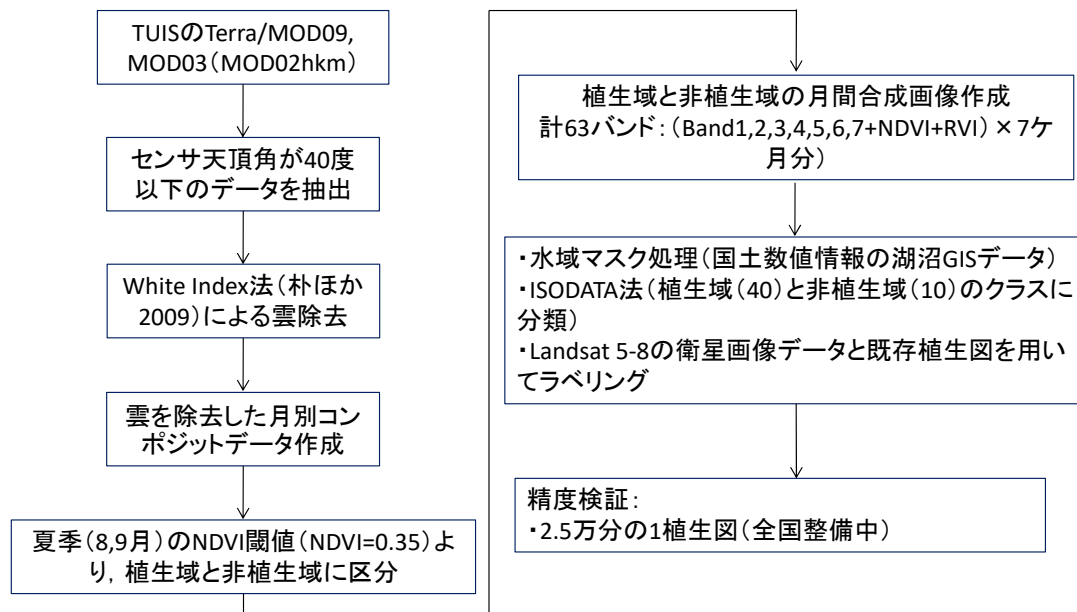 TUISのTerra/MOD09,
MOD03(MOD02hkm)
センサ天頂角が40度
以下のデータを抽出
White Index法(朴ほか
2009)による雲除去
雲を除去した月別コン
ポジットデータ作成
夏季(8,9月)のNDVI閾値(NDVI=0.35)よ
り，植生域と非植生域に区分
植生域と非植生域の月間合成画像作成
計63バンド：(Band1,2,3,4,5,6,7+NDVI+RVI)×7ケ
月分)
・水域マスク処理(国土数値情報の湖沼GISデータ)
・ISODATA法(植生域(40)と非植生域(10)のクラスに
分類)
・Landsat 5-8の衛星画像データと既存植生図を用い
てラベリング
精度検証：
・2.5万分の1植生図(全国整備中)